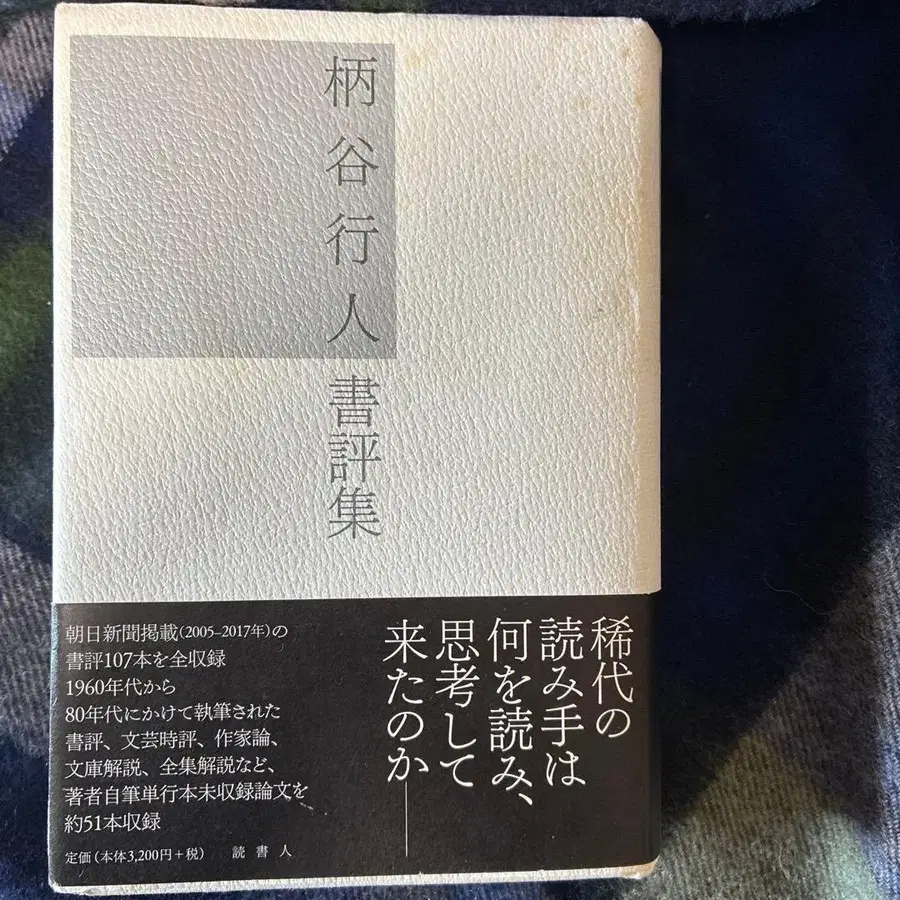 柄谷行人書評集
稀代の
読み手は
何を読み、
思考して
来たのか──
朝日新聞掲載(2005–2017年)の
書評107本を全収録
1960年代から
80年代にかけて執筆された
書評、文芸時評、作家論、
文庫解説、全集解説など、
著者自筆単行本未収録論文を
約51本収録
定価(本体3,200円+税) 読書人